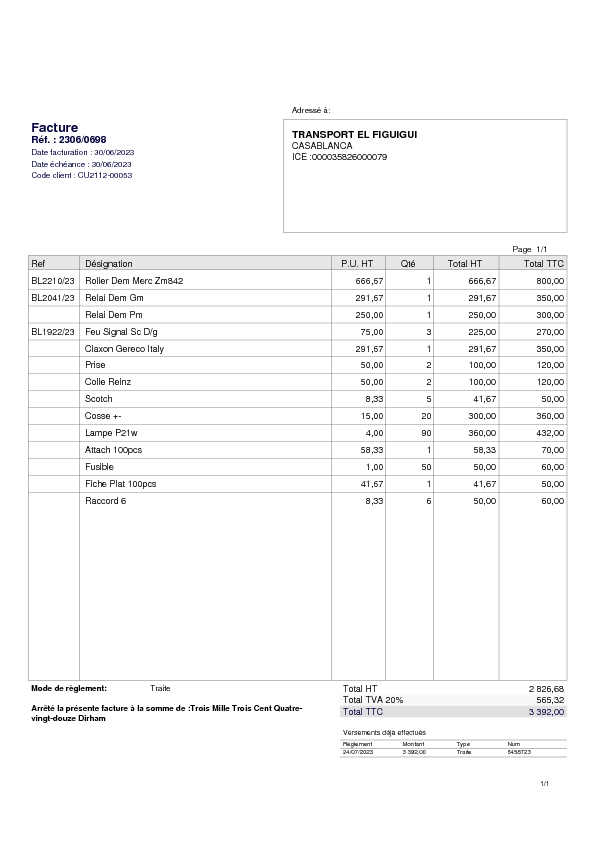 Adressé à:
Facture
Réf. : 2306/0698
Date facturation : 30/06/2023
Date échéance : 30/06/2023
Code client : CU2112-00053
TRANSPORT EL FIGUIGUI
CASABLANCA
ICE :000035826000079
Page 1/1
Ref Désignation P.U. HT Qté Total HT Total TTC
BL2210/23 Rolier Dem Merc Zm842 666,67 1 666,67 800,00
BL2041/23 Relai Dem Gm 291,67 1 291,67 350,00
Relai Dem Pm 250,00 1 250,00 300,00
BL1922/23 Feu Signal Sc D/g 75,00 3 225,00 270,00
Claxon Gereco Italy 291,67 1 291,67 350,00
Prise 50,00 2 100,00 120,00
Colle Reinz 50,00 2 100,00 120,00
Scotch 8,33 5 41,67 50,00
Cosse +- 15,00 20 300,00 360,00
Lampe P21w 4,00 90 360,00 432,00
Attach 100pcs 58,33 1 58,33 70,00
Fusible 1,00 50 50,00 60,00
Fiche Plat 100pcs 41,67 1 41,67 50,00
Raccord 6 8,33 6 50,00 60,00
Mode de règlement: Traite
Arrêté la présente facture à la somme de :Trois Mille Trois Cent Quatre-
vingt-douze Dirham
Total HT 2 826,68
Total TVA 20% 565,32
Total TTC 3 392,00
Versements déjà effectués
Règlement Montant Type Num
24/07/2023 3 392,00 Traite 6458723
1/1